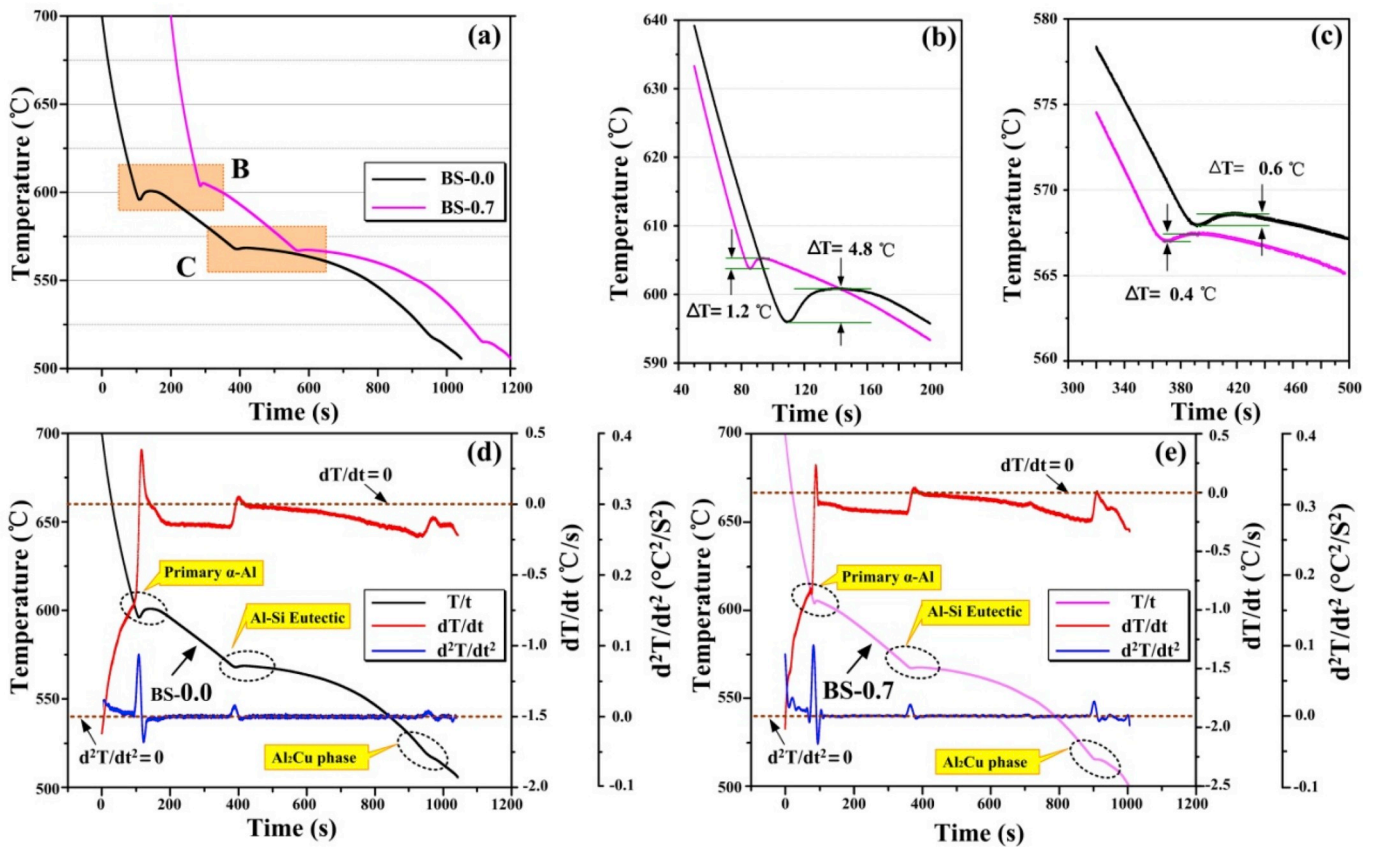 (a)
700
650
600
550
500
Temperature (℃)
B
C
BS-0.0
BS-0.7
0 200 400 600 800 1000 1200
Time (s)
(b)
640
630
620
610
600
590
Temperature (℃)
ΔT= 4.8 ℃
ΔT= 1.2 ℃
40 80 120 160 200
Time (s)
(c)
580
575
570
565
560
Temperature (℃)
ΔT= 0.6 ℃
ΔT= 0.4 ℃
300 340 380 420 460 500
Time (s)
(d)
700
650
600
550
500
Temperature (℃)
dT/dt=0
Primary α-Al
Al-Si Eutectic
T/t
dT/dt
d²T/dt²
BS-0.0
d²T/dt²=0
Al₂Cu phase
0 200 400 600 800 1000 1200
Time (s)
0.5
0.0
-0.5
-1.0
-1.5
-2.0
dT/dt (℃/s)
0.4
0.3
0.2
0.1
0.0
-0.1
d²T/dt² (°C²/S²)
(e)
700
650
600
550
500
Temperature (℃)
dT/dt=0
Primary α-Al
Al-Si Eutectic
T/t
dT/dt
d²T/dt²
BS-0.7
d²T/dt²=0
Al₂Cu phase
0 200 400 600 800 1000 1200
Time (s)
0.5
0.0
-0.5
-1.0
-1.5
-2.0
-2.5
dT/dt (℃/s)
0.4
0.3
0.2
0.1
0.0
-0.1
d²T/dt² (°C²/S²)